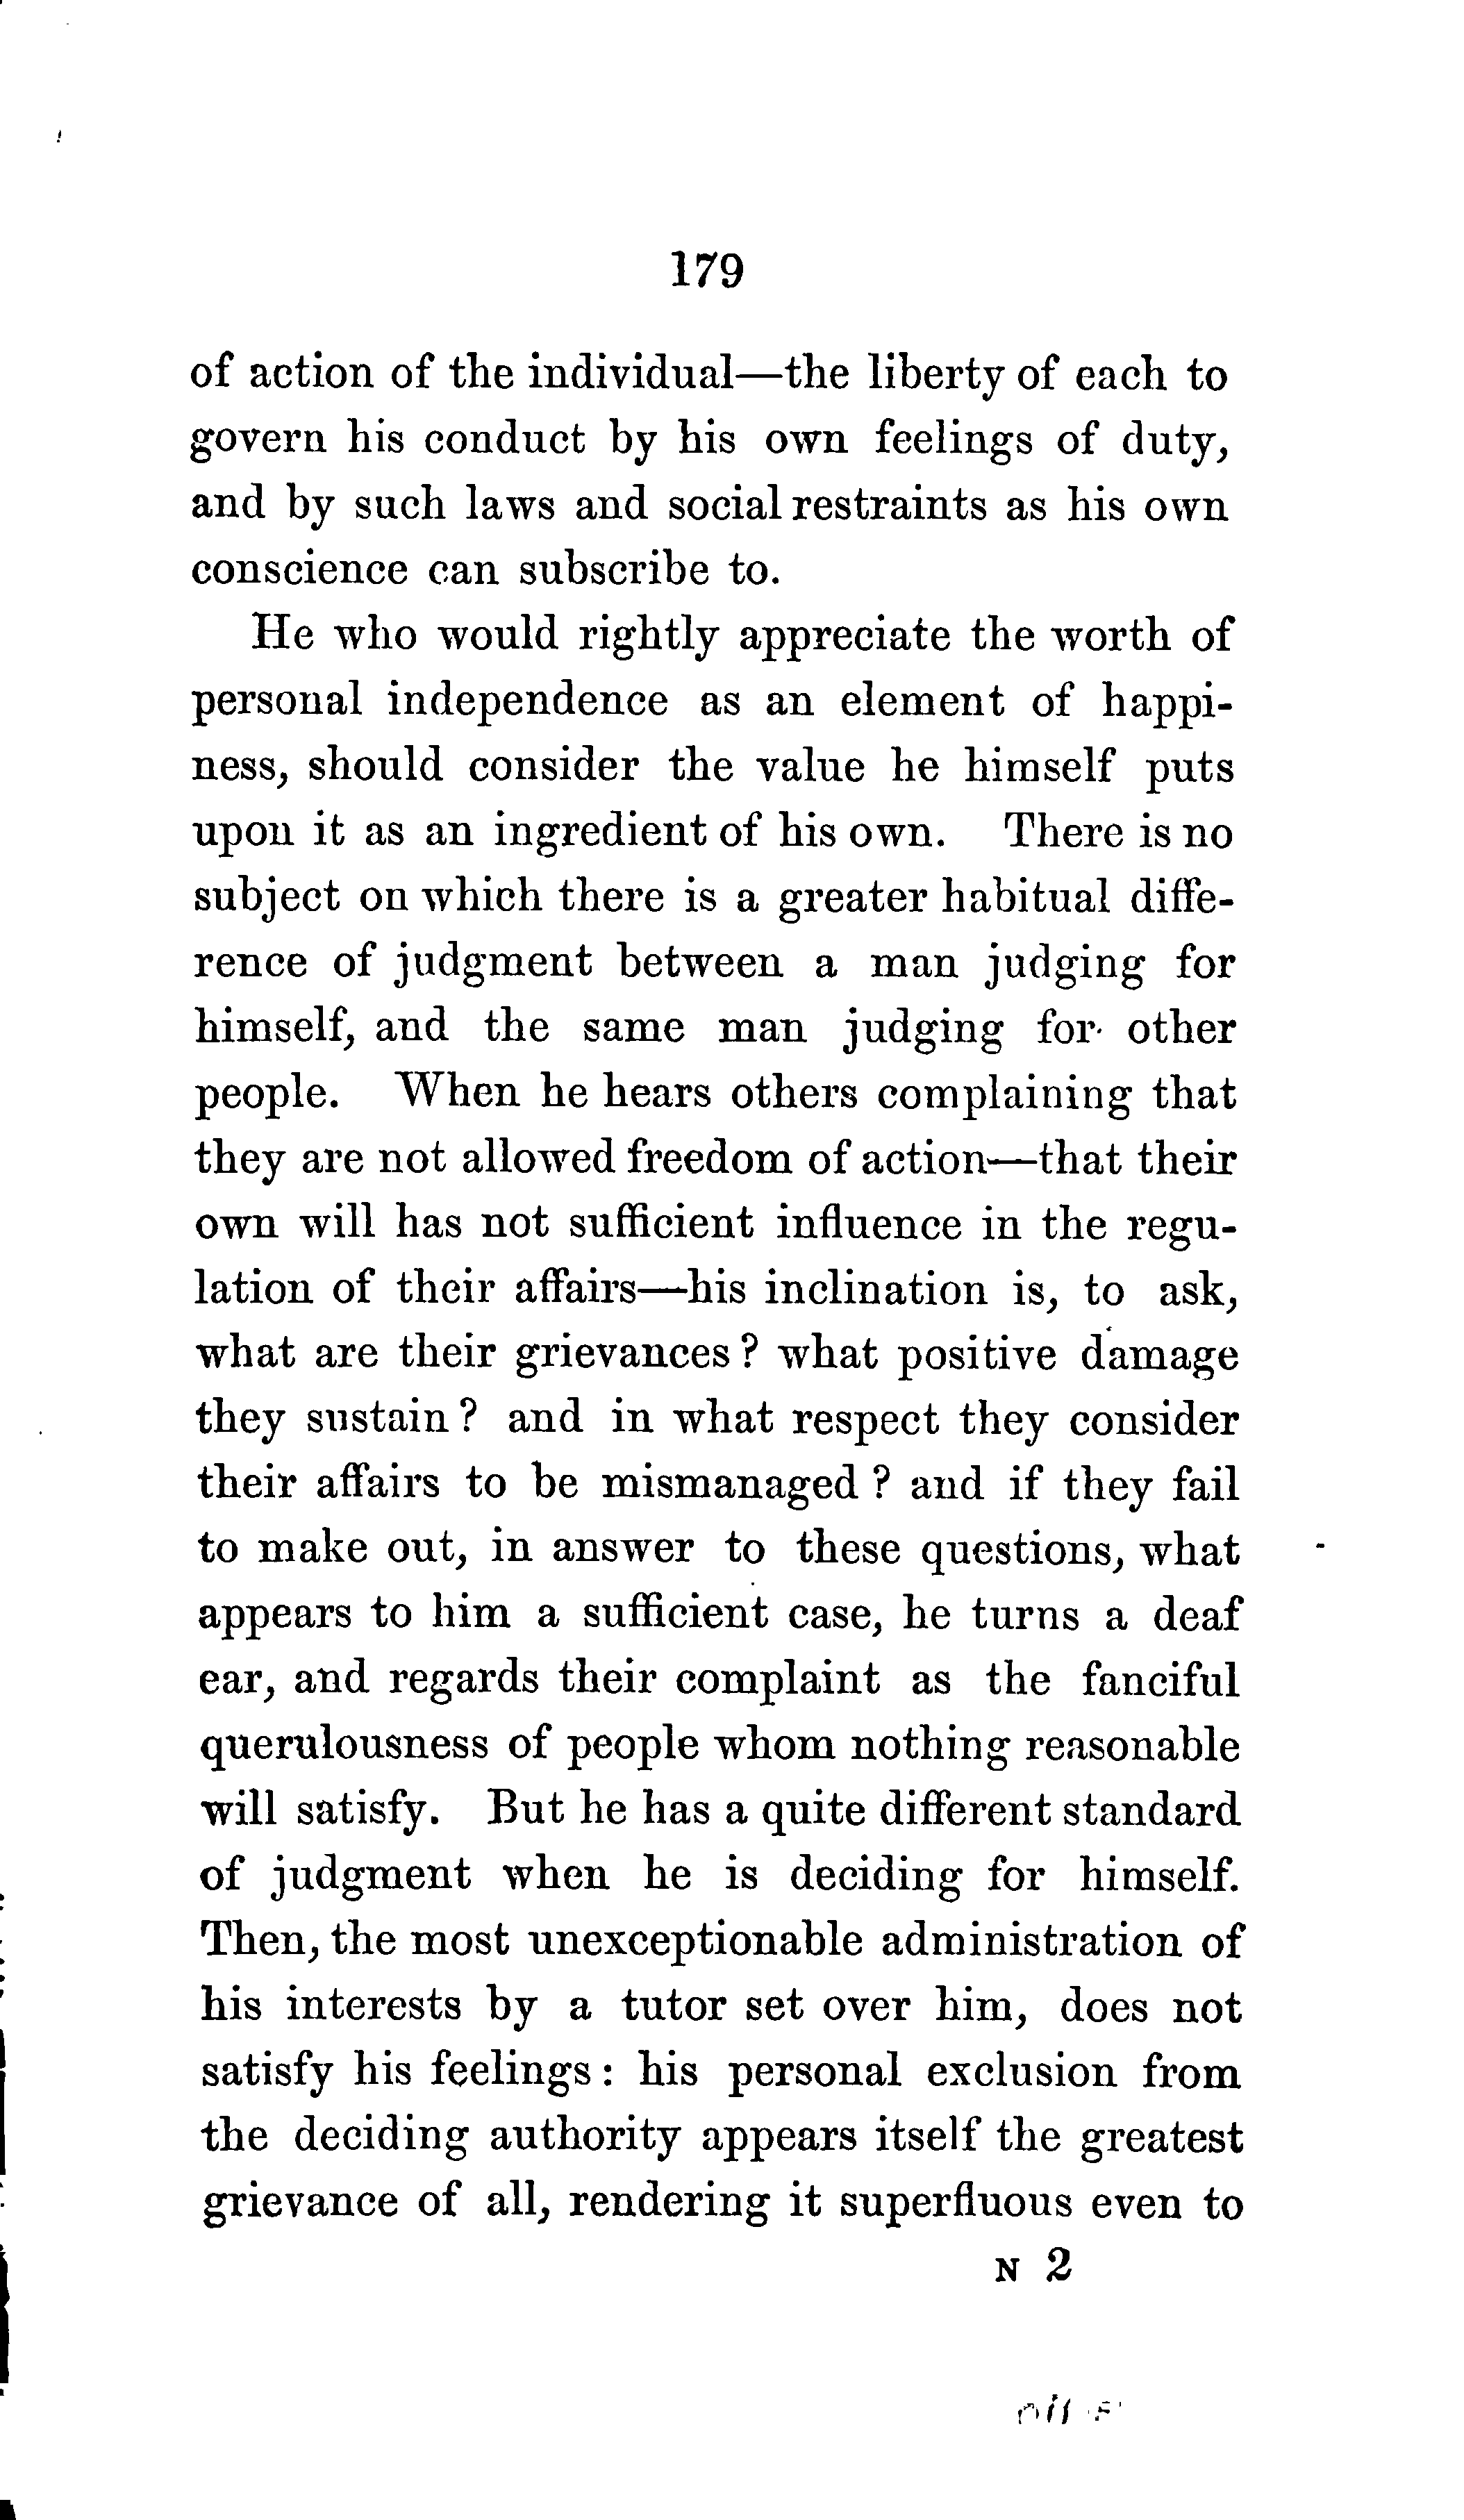 179
of action of the individual—the liberty of each to
govern his conduct by his own feelings of duty,
and by such laws and social restraints as his own
conscience can subscribe to.
He who would rightly appreciate the worth of
personal independence as an element of happi-
ness, should consider the value he himself puts
upon it as an ingredient of his own. There is no
subject on which there is a greater habitual diffe-
rence of judgment between a man judging for
himself, and the same man judging for other
people. When he hears others complaining that
they are not allowed freedom of action—that their
own will has not sufficient influence in the regu-
lation of their affairs—his inclination is, to ask,
what are their grievances? what positive damage
they sustain? and in what respect they consider
their affairs to be mismanaged? and if they fail
to make out, in answer to these questions, what
appears to him a sufficient case, he turns a deaf
ear, and regards their complaint as the fanciful
querulousness of people whom nothing reasonable
will satisfy. But he has a quite different standard
of judgment when he is deciding for himself.
Then, the most unexceptionable administration of
his interests by a tutor set over him, does not
satisfy his feelings: his personal exclusion from
the deciding authority appears itself the greatest
grievance of all, rendering it superfluous even to
N 2